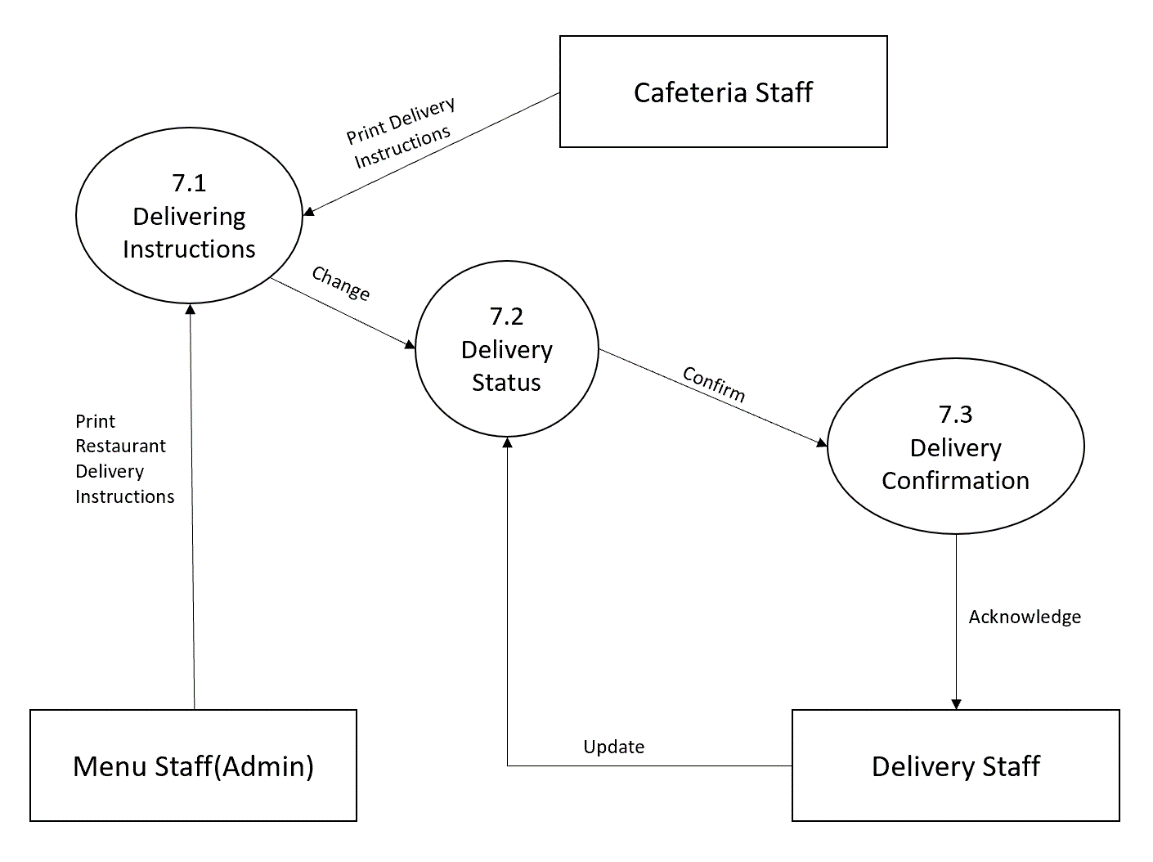 Cafeteria Staff
Print Delivery
Instructions
7.1
Delivering
Instructions
Change
7.2
Delivery
Status
Confirm
7.3
Delivery
Confirmation
Print
Restaurant
Delivery
Instructions
Acknowledge
Update
Menu Staff(Admin)
Delivery Staff